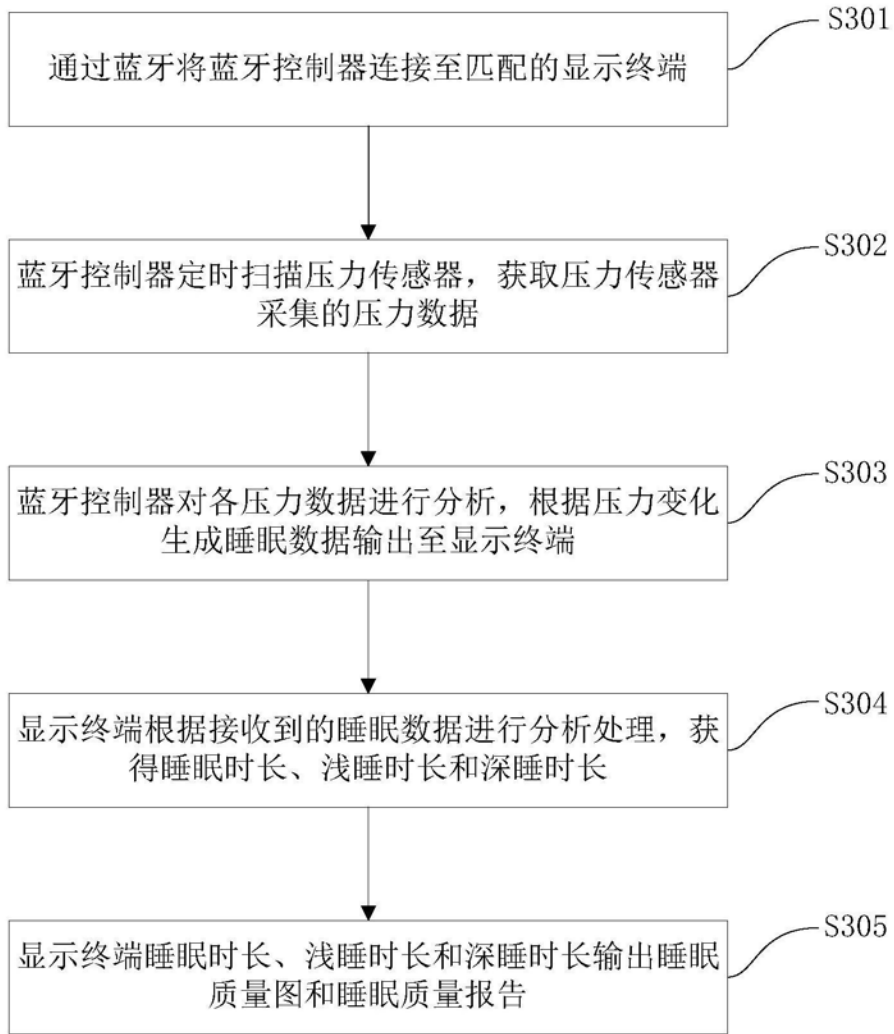 S301
通过蓝牙将蓝牙控制器连接至匹配的显示终端
S302
蓝牙控制器定时扫描压力传感器，获取压力传感器
采集的压力数据
S303
蓝牙控制器对各压力数据进行分析，根据压力变化
生成睡眠数据输出至显示终端
S304
显示终端根据接收到的睡眠数据进行分析处理，获
得睡眠时长、浅睡时长和深睡时长
S305
显示终端睡眠时长、浅睡时长和深睡时长输出睡眠
质量图和睡眠质量报告